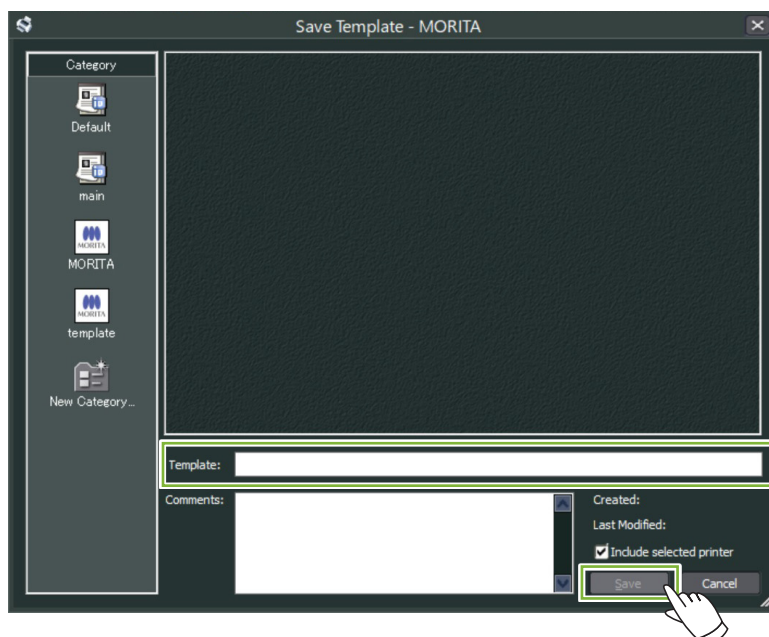 Save Template - MORITA
Category
Default
main
MORITA
MORITA
MORITA
template
New Category...
Template:
Comments:
Created:
Last Modified:
Include selected printer
Save
Cancel